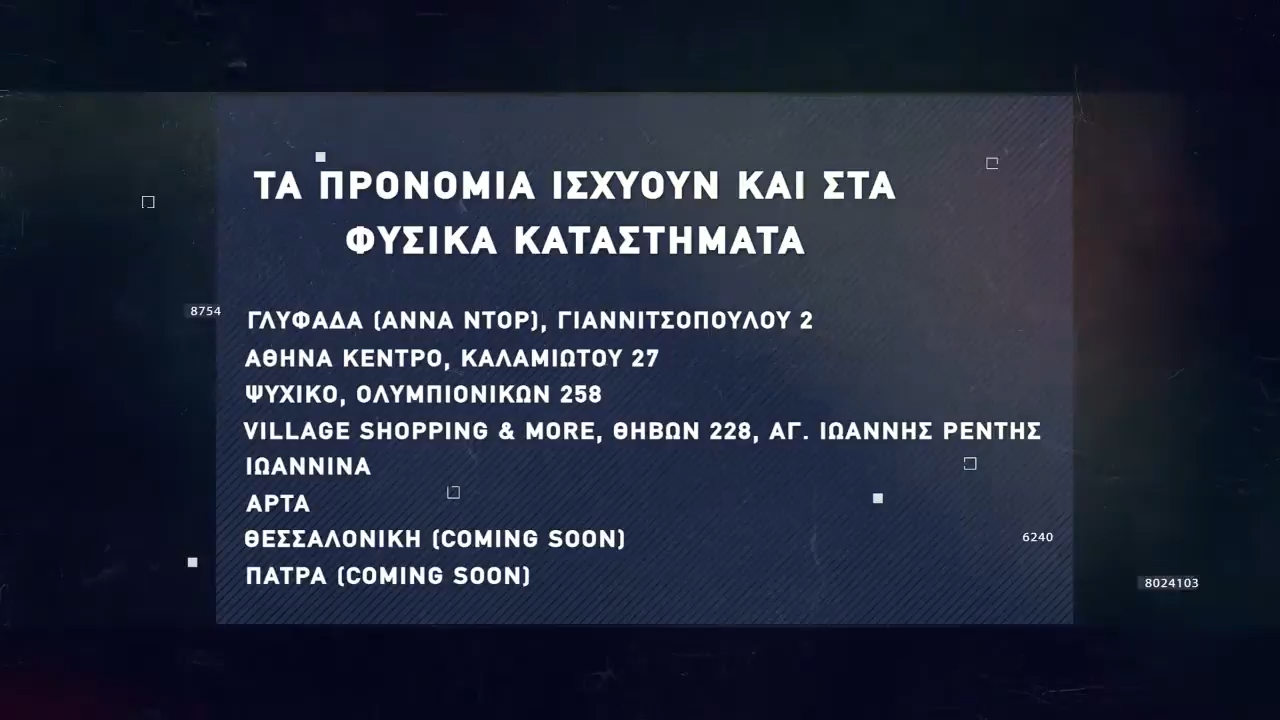 ΤΑ ΠΡΟΝΟΜΙΑ ΙΣΧΥΟΥΝ ΚΑΙ ΣΤΑ
ΦΥΣΙΚΑ ΚΑΤΑΣΤΗΜΑΤΑ
8754
ΓΛΥΦΑΔΑ (ΑΝΝΑ ΝΤΟΡ), ΓΙΑΝΝΙΤΣΟΠΟΥΛΟΥ 2
ΑΘΗΝΑ ΚΕΝΤΡΟ, ΚΑΛΑΜΙΩΤΟΥ 27
ΨΥΧΙΚΟ, ΟΛΥΜΠΙΟΝΙΚΩΝ 258
VILLAGE SHOPPING & MORE, ΘΗΒΩΝ 228, ΑΓ. ΙΩΑΝΝΗΣ ΡΕΝΤΗΣ
ΙΩΑΝΝΙΝΑ
ΑΡΤΑ
ΘΕΣΣΑΛΟΝΙΚΗ (COMING SOON)
6240
ΠΑΤΡΑ (COMING SOON)
8024103